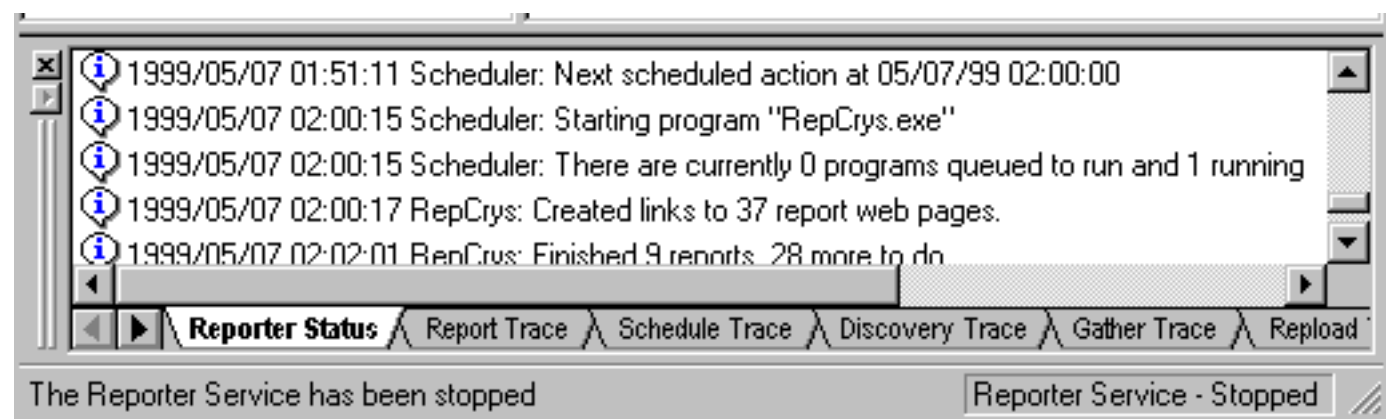 1999/05/07 01:51:11 Scheduler: Next scheduled action at 05/07/99 02:00:00
1999/05/07 02:00:15 Scheduler: Starting program "RepCrys.exe"
1999/05/07 02:00:15 Scheduler: There are currently 0 programs queued to run and 1 running
1999/05/07 02:00:17 RepCrys: Created links to 37 report web pages.
1999/05/07 02:02:01 RepCrys: Finished 9 reports, 28 more to do
Reporter Status Report Trace Schedule Trace Discovery Trace Gather Trace Repload
The Reporter Service has been stopped Reporter Service - Stopped